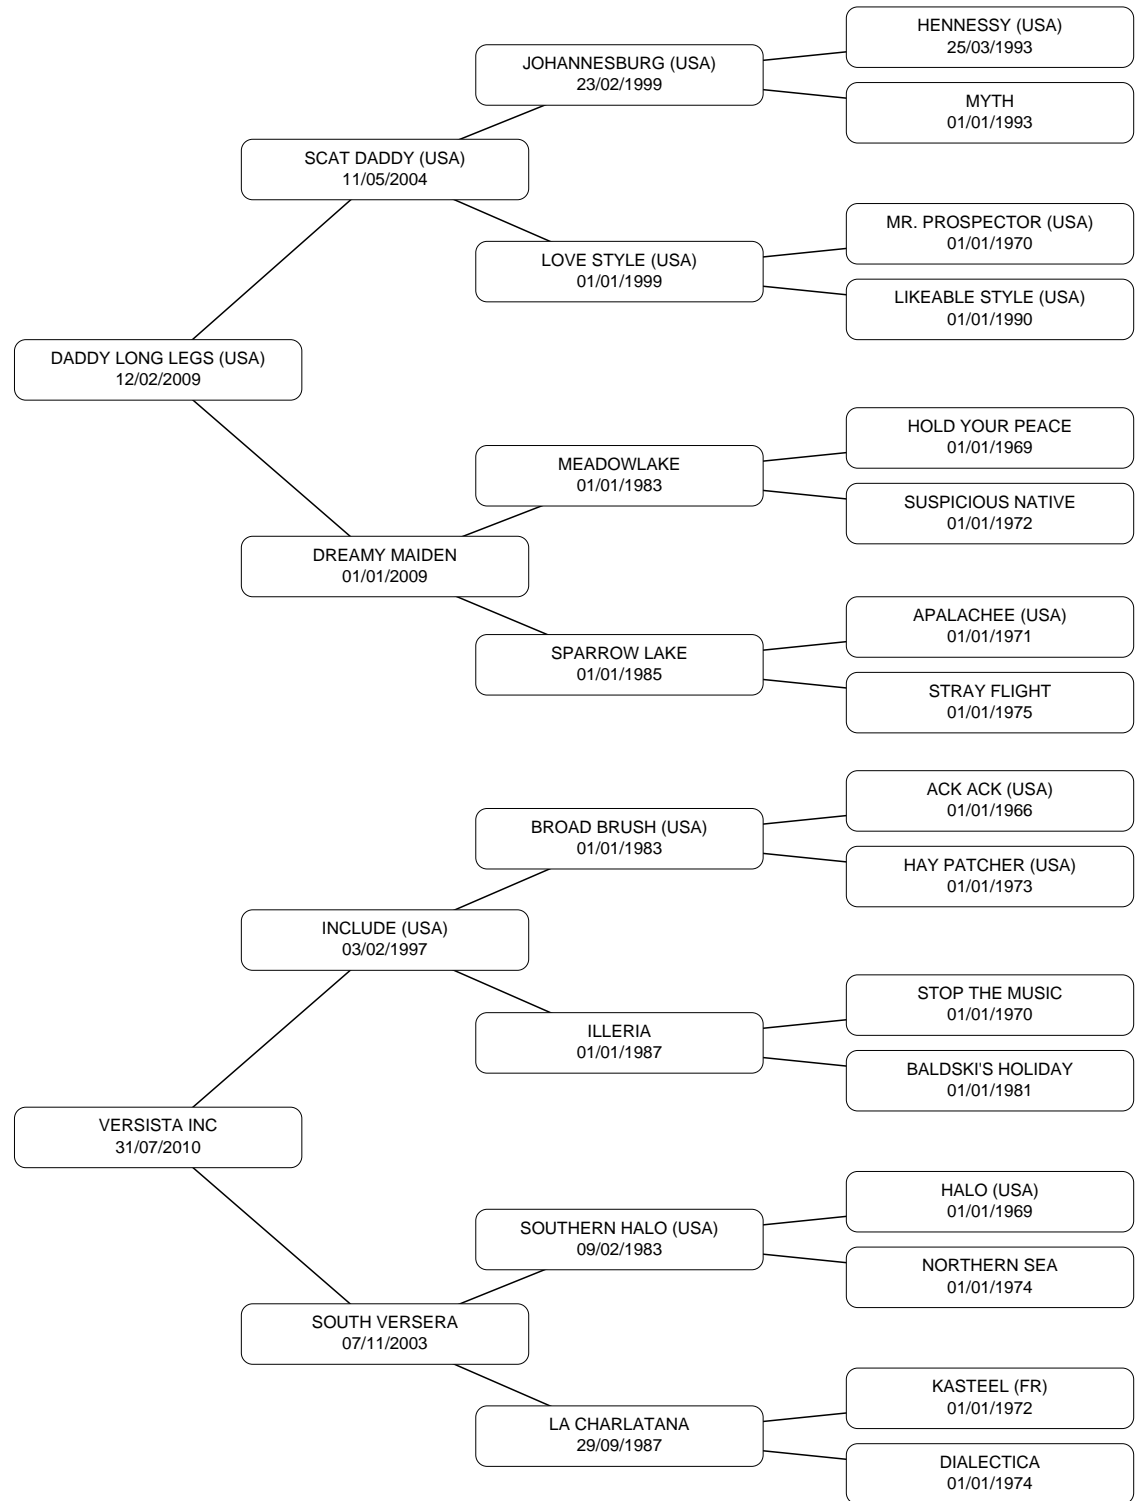 HENNESSY (USA)
25/03/1993
JOHANNESBURG (USA)
23/02/1999
MYTH
01/01/1993
SCAT DADDY (USA)
11/05/2004
MR. PROSPECTOR (USA)
01/01/1970
LOVE STYLE (USA)
01/01/1999
LIKEABLE STYLE (USA)
01/01/1990
DADDY LONG LEGS (USA)
12/02/2009
HOLD YOUR PEACE
01/01/1969
MEADOWLAKE
01/01/1983
SUSPICIOUS NATIVE
01/01/1972
DREAMY MAIDEN
01/01/2009
APALACHEE (USA)
01/01/1971
SPARROW LAKE
01/01/1985
STRAY FLIGHT
01/01/1975
ACK ACK (USA)
01/01/1966
BROAD BRUSH (USA)
01/01/1983
HAY PATCHER (USA)
01/01/1973
INCLUDE (USA)
03/02/1997
STOP THE MUSIC
01/01/1970
ILLERIA
01/01/1987
BALDSKI'S HOLIDAY
01/01/1981
VERSISTA INC
31/07/2010
HALO (USA)
01/01/1969
SOUTHERN HALO (USA)
09/02/1983
NORTHERN SEA
01/01/1974
SOUTH VERSERA
07/11/2003
KASTEEL (FR)
01/01/1972
LA CHARLATANA
29/09/1987
DIALECTICA
01/01/1974